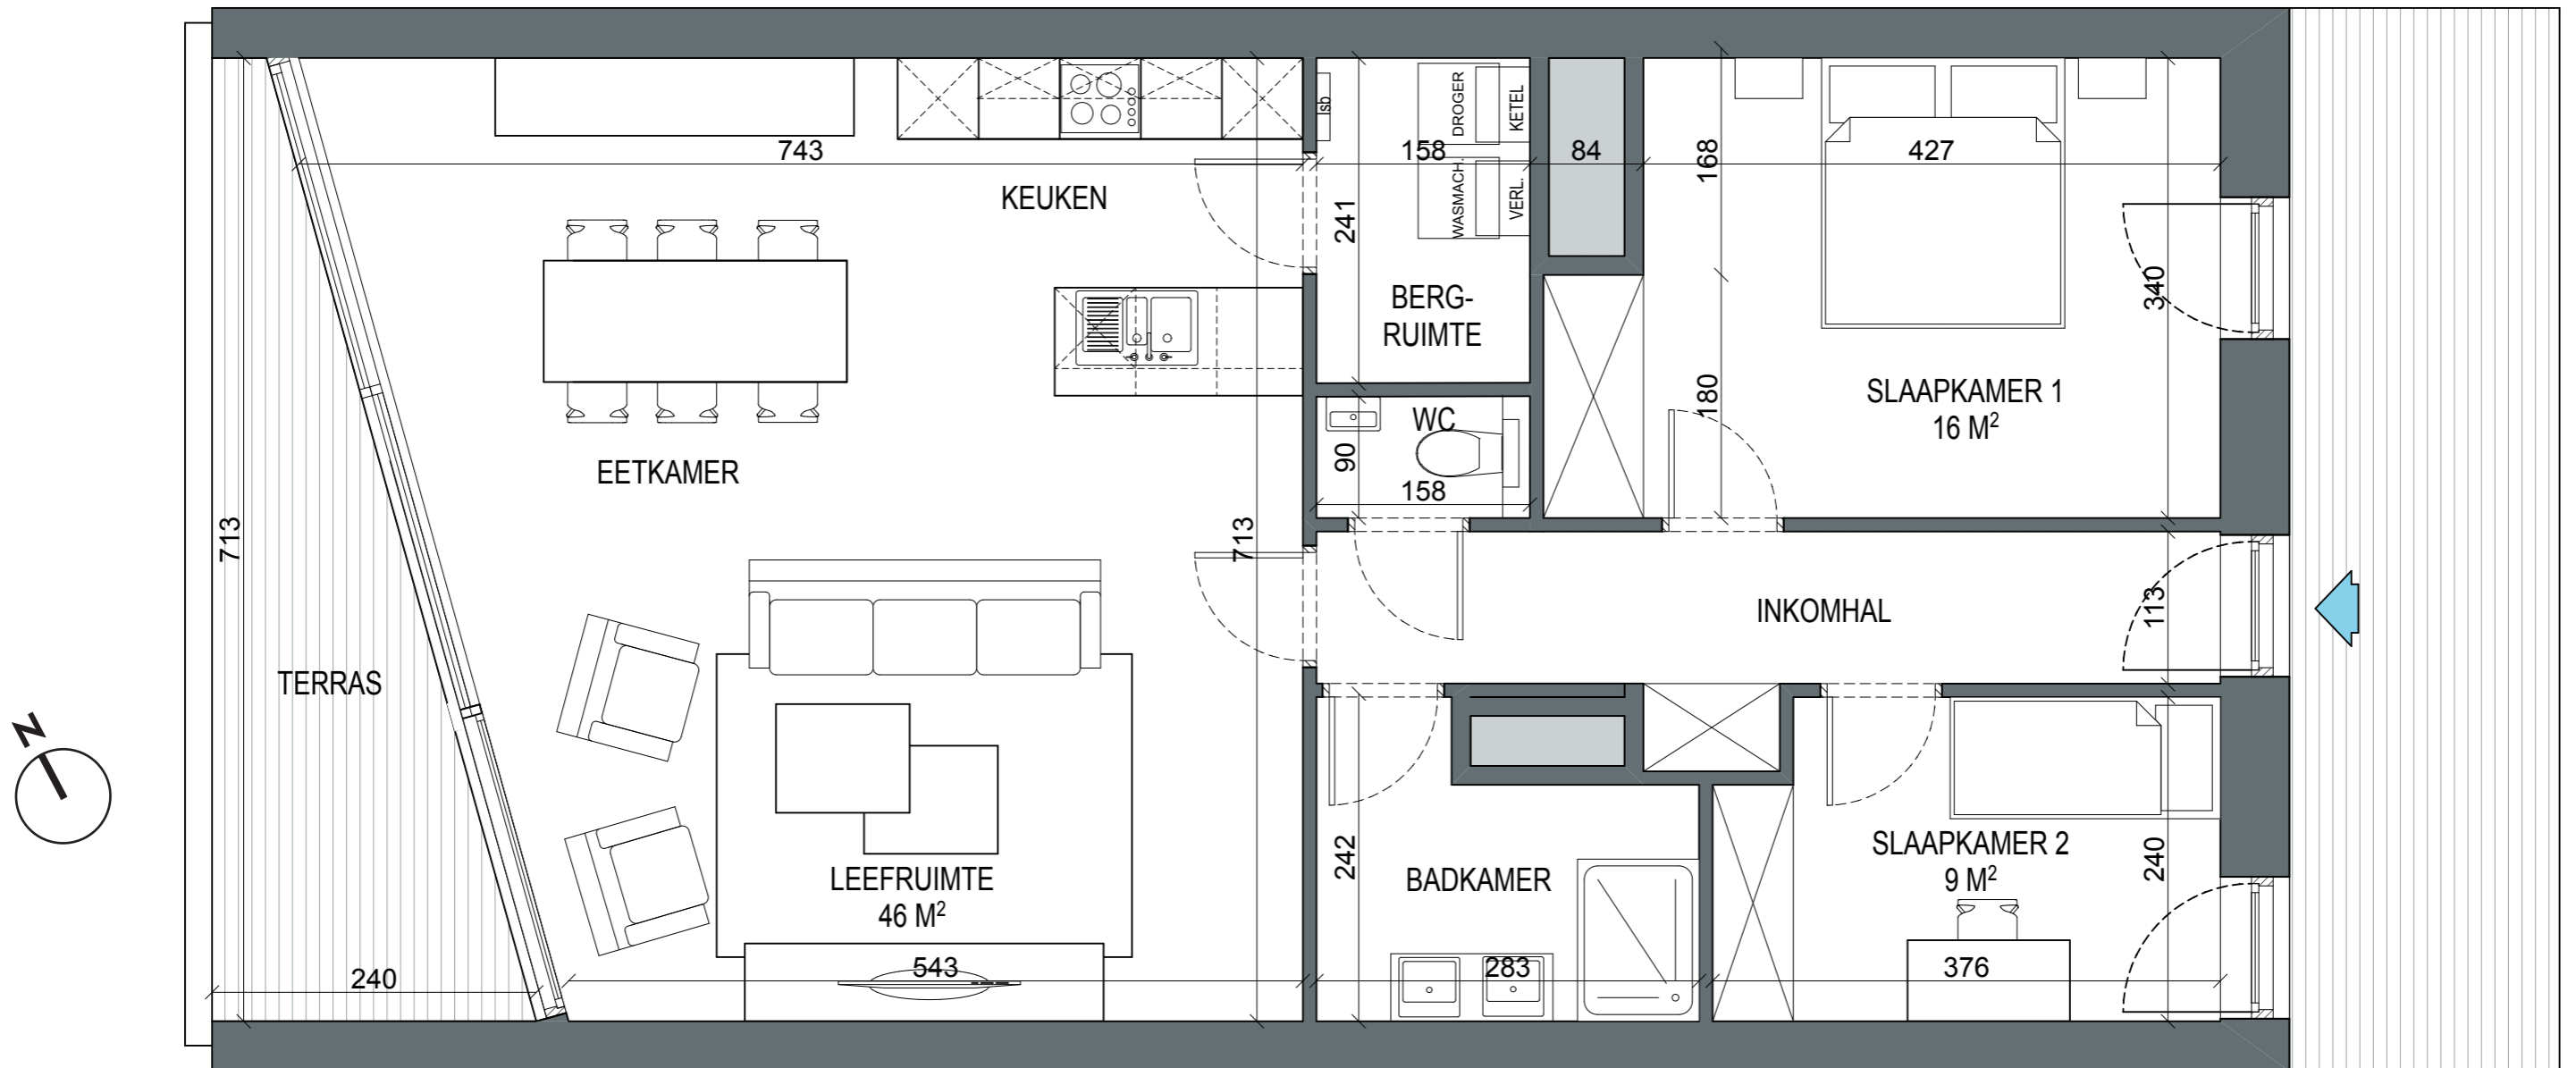 743
KEUKEN
sb
DROGER
KETEL
WASMACH.
VERL.
158
84
168
427
241
BERG-
RUIMTE
340
SLAAPKAMER 1
16 M²
180
WC
90
158
EETKAMER
713
713
INKOMHAL
113
TERRAS
N
LEEFRUIMTE
46 M²
242
BADKAMER
SLAAPKAMER 2
9 M²
240
240
543
283
376